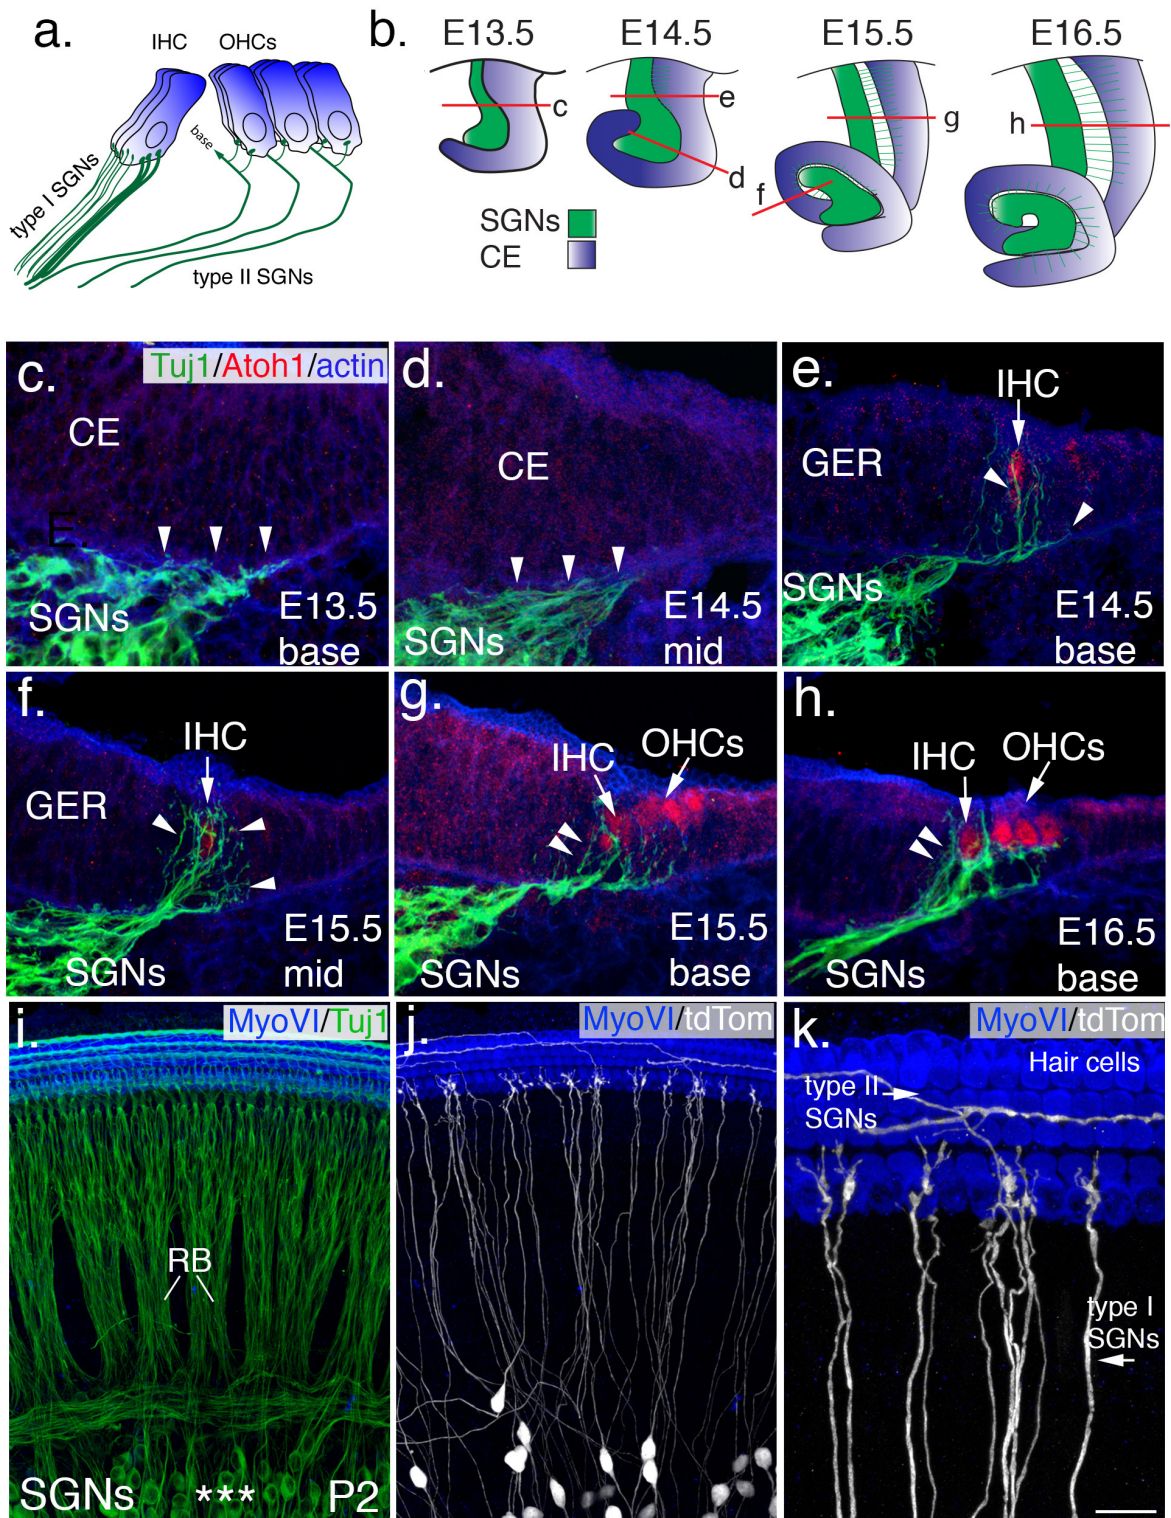 a.
IHC
OHCs
base
type I SGNs
type II SGNs
b.
E13.5
E14.5
E15.5
E16.5
c
e
d
g
f
h
SGNs
CE
c.
Tuj1/Atoh1/actin
CE
E.
SGNs
E13.5
base
d.
CE
SGNs
E14.5
mid
e.
IHC
GER
SGNs
E14.5
base
f.
IHC
GER
SGNs
E15.5
mid
g.
IHC
OHCs
SGNs
E15.5
base
h.
IHC
OHCs
SGNs
E16.5
base
i.
MyoVI/Tuj1
RB
SGNs
***
P2
j.
MyoVI/tdTom
k.
MyoVI/tdTom
Hair cells
type II
SGNs
type I
SGNs